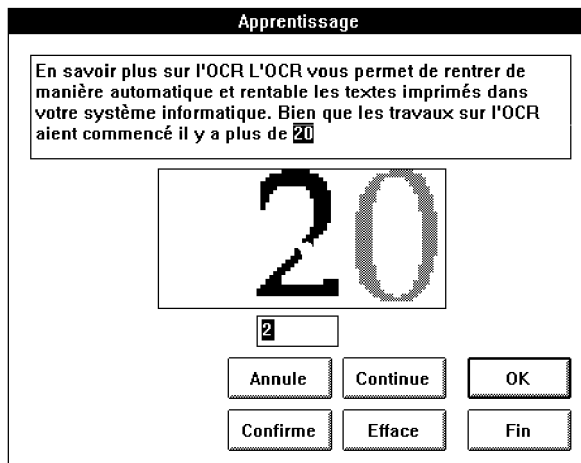 Apprentissage
En savoir plus sur l'OCR L'OCR vous permet de rentrer de
manière automatique et rentable les textes imprimés dans
votre système informatique. Bien que les travaux sur l'OCR
aient commencé il y a plus de 20
20
2
Annule Continue OK
Confirme Efface Fin